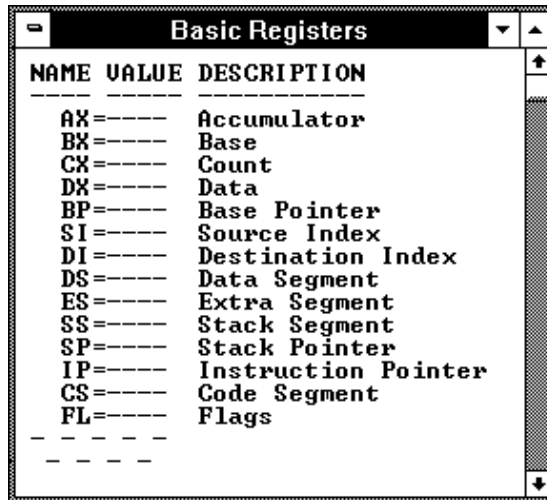 Basic Registers
NAME VALUE DESCRIPTION
---- ----- -----------
AX=---- Accumulator
BX=---- Base
CX=---- Count
DX=---- Data
BP=---- Base Pointer
SI=---- Source Index
DI=---- Destination Index
DS=---- Data Segment
ES=---- Extra Segment
SS=---- Stack Segment
SP=---- Stack Pointer
IP=---- Instruction Pointer
CS=---- Code Segment
FL=---- Flags
- - - - -
- - - -